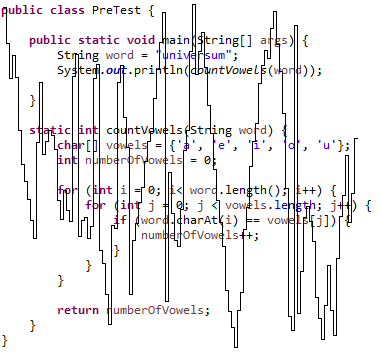 public class PreTest {
public static void main(String[] args) {
String word = "universum";
System.out.println(countVowels(word));
}
static int countVowels(String word) {
char[] vowels = {'a', 'e', 'i', 'o', 'u'};
int numberOfVowels = 0;
for (int i = 0; i< word.length(); i++) {
for (int j = 0; j < vowels.length; j++) {
if (word.charAt(i) == vowels[j]) {
numberOfVowels++;
}
}
}
return numberOfVowels;
}
}